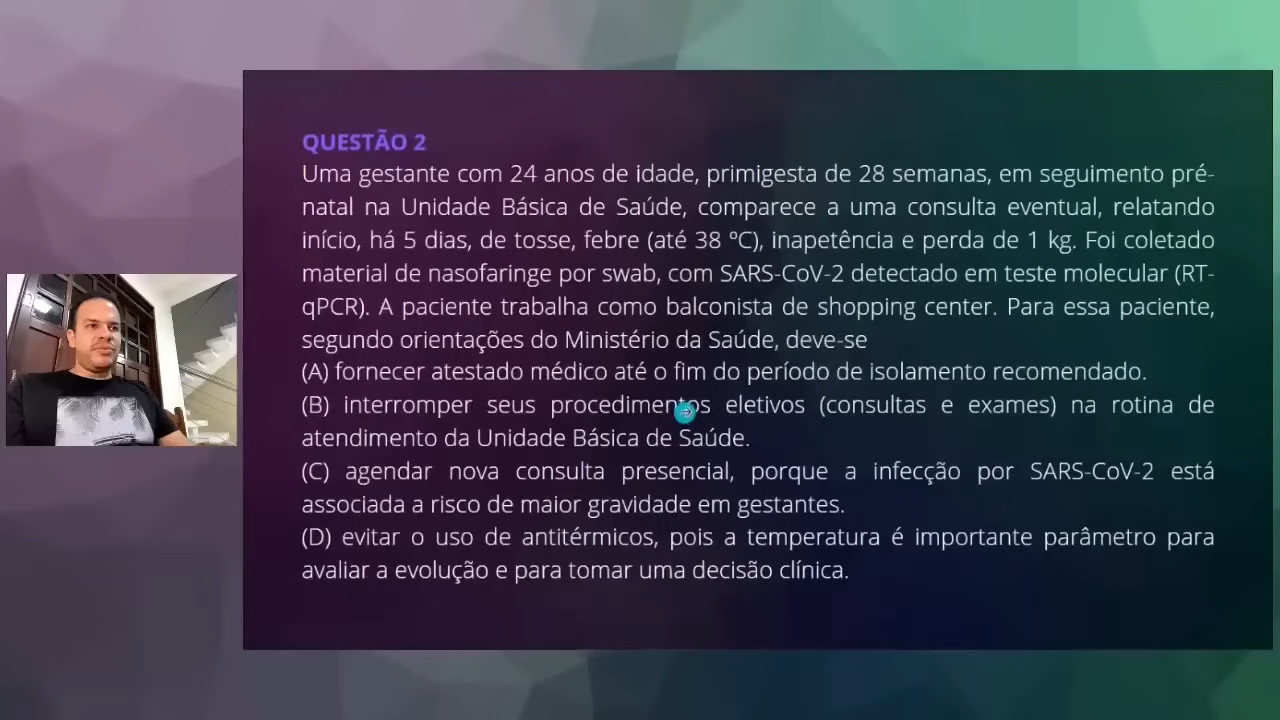 QUESTÃO 2
Uma gestante com 24 anos de idade, primigesta de 28 semanas, em seguimento pré-
natal na Unidade Básica de Saúde, comparece a uma consulta eventual, relatando
início, há 5 dias, de tosse, febre (até 38 ºC), inapetência e perda de 1 kg. Foi coletado
material de nasofaringe por swab, com SARS-CoV-2 detectado em teste molecular (RT-
qPCR). A paciente trabalha como balconista de shopping center. Para essa paciente,
segundo orientações do Ministério da Saúde, deve-se
(A) fornecer atestado médico até o fim do período de isolamento recomendado.
(B) interromper seus procedimentos eletivos (consultas e exames) na rotina de
atendimento da Unidade Básica de Saúde.
(C) agendar nova consulta presencial, porque a infecção por SARS-CoV-2 está
associada a risco de maior gravidade em gestantes.
(D) evitar o uso de antitérmicos, pois a temperatura é importante parâmetro para
avaliar a evolução e para tomar uma decisão clínica.